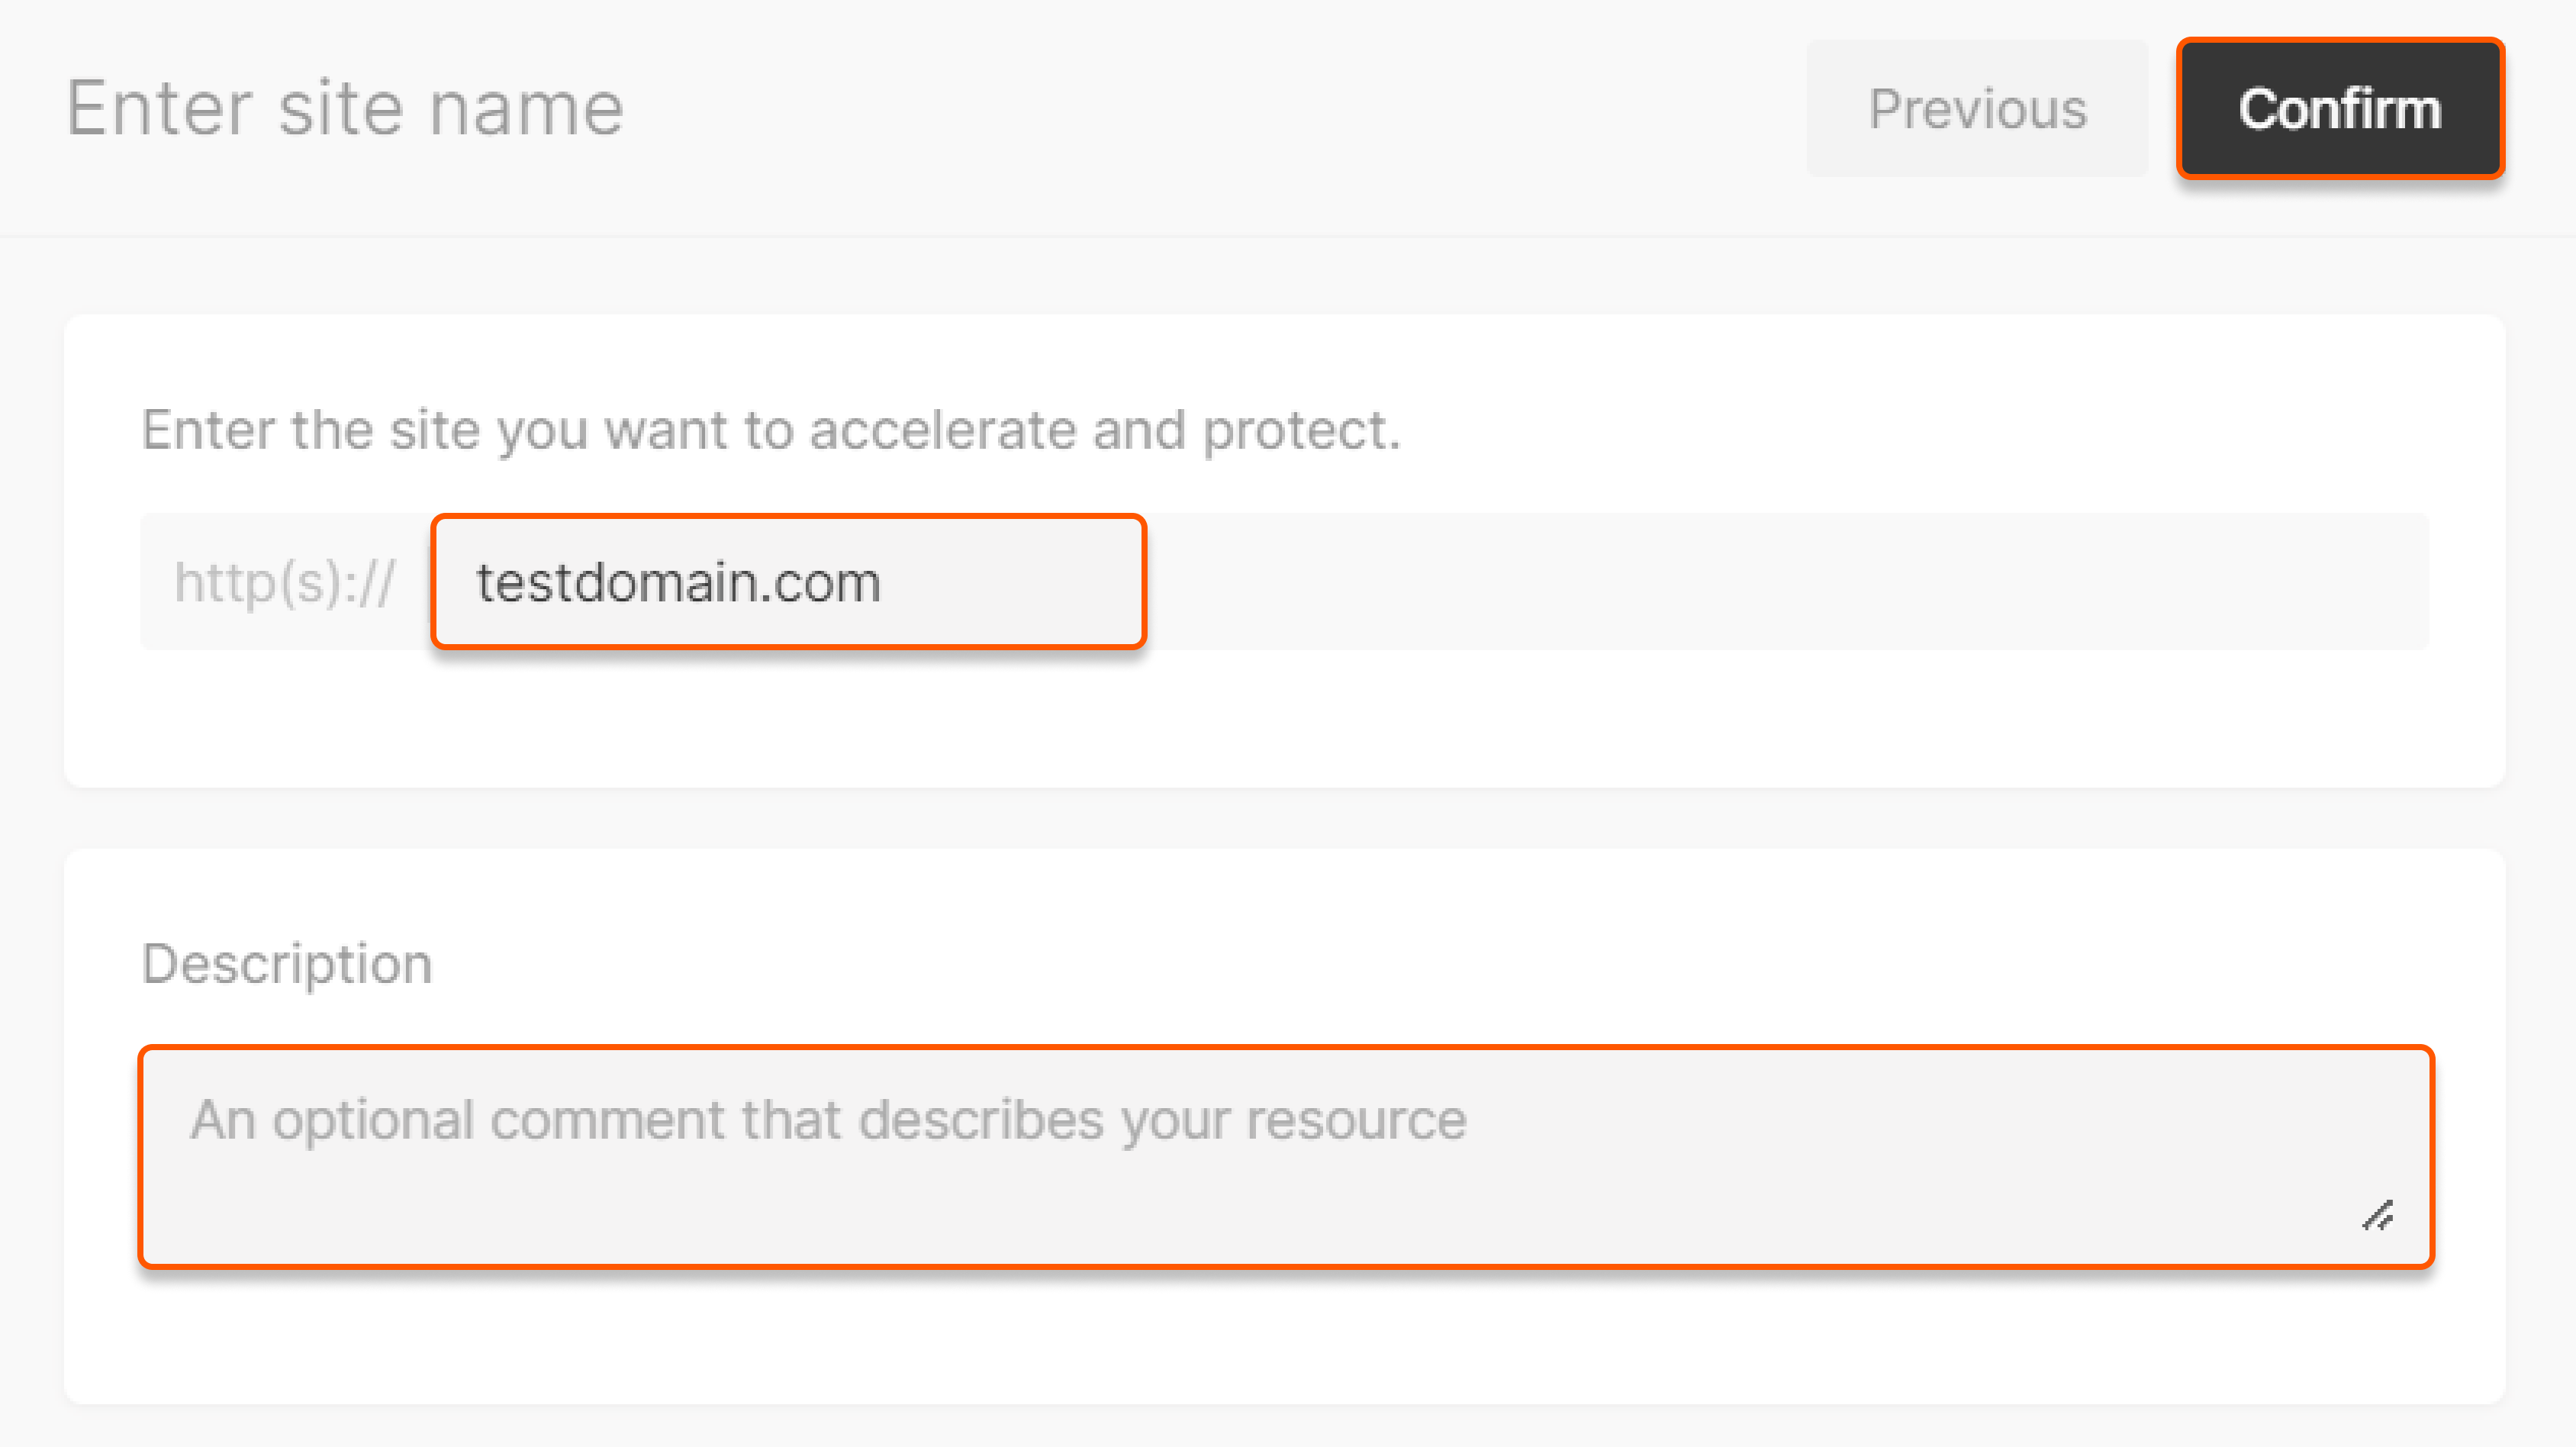 Enter site name
Previous
Confirm
Enter the site you want to accelerate and protect.
http(s):// testdomain.com
Description
An optional comment that describes your resource